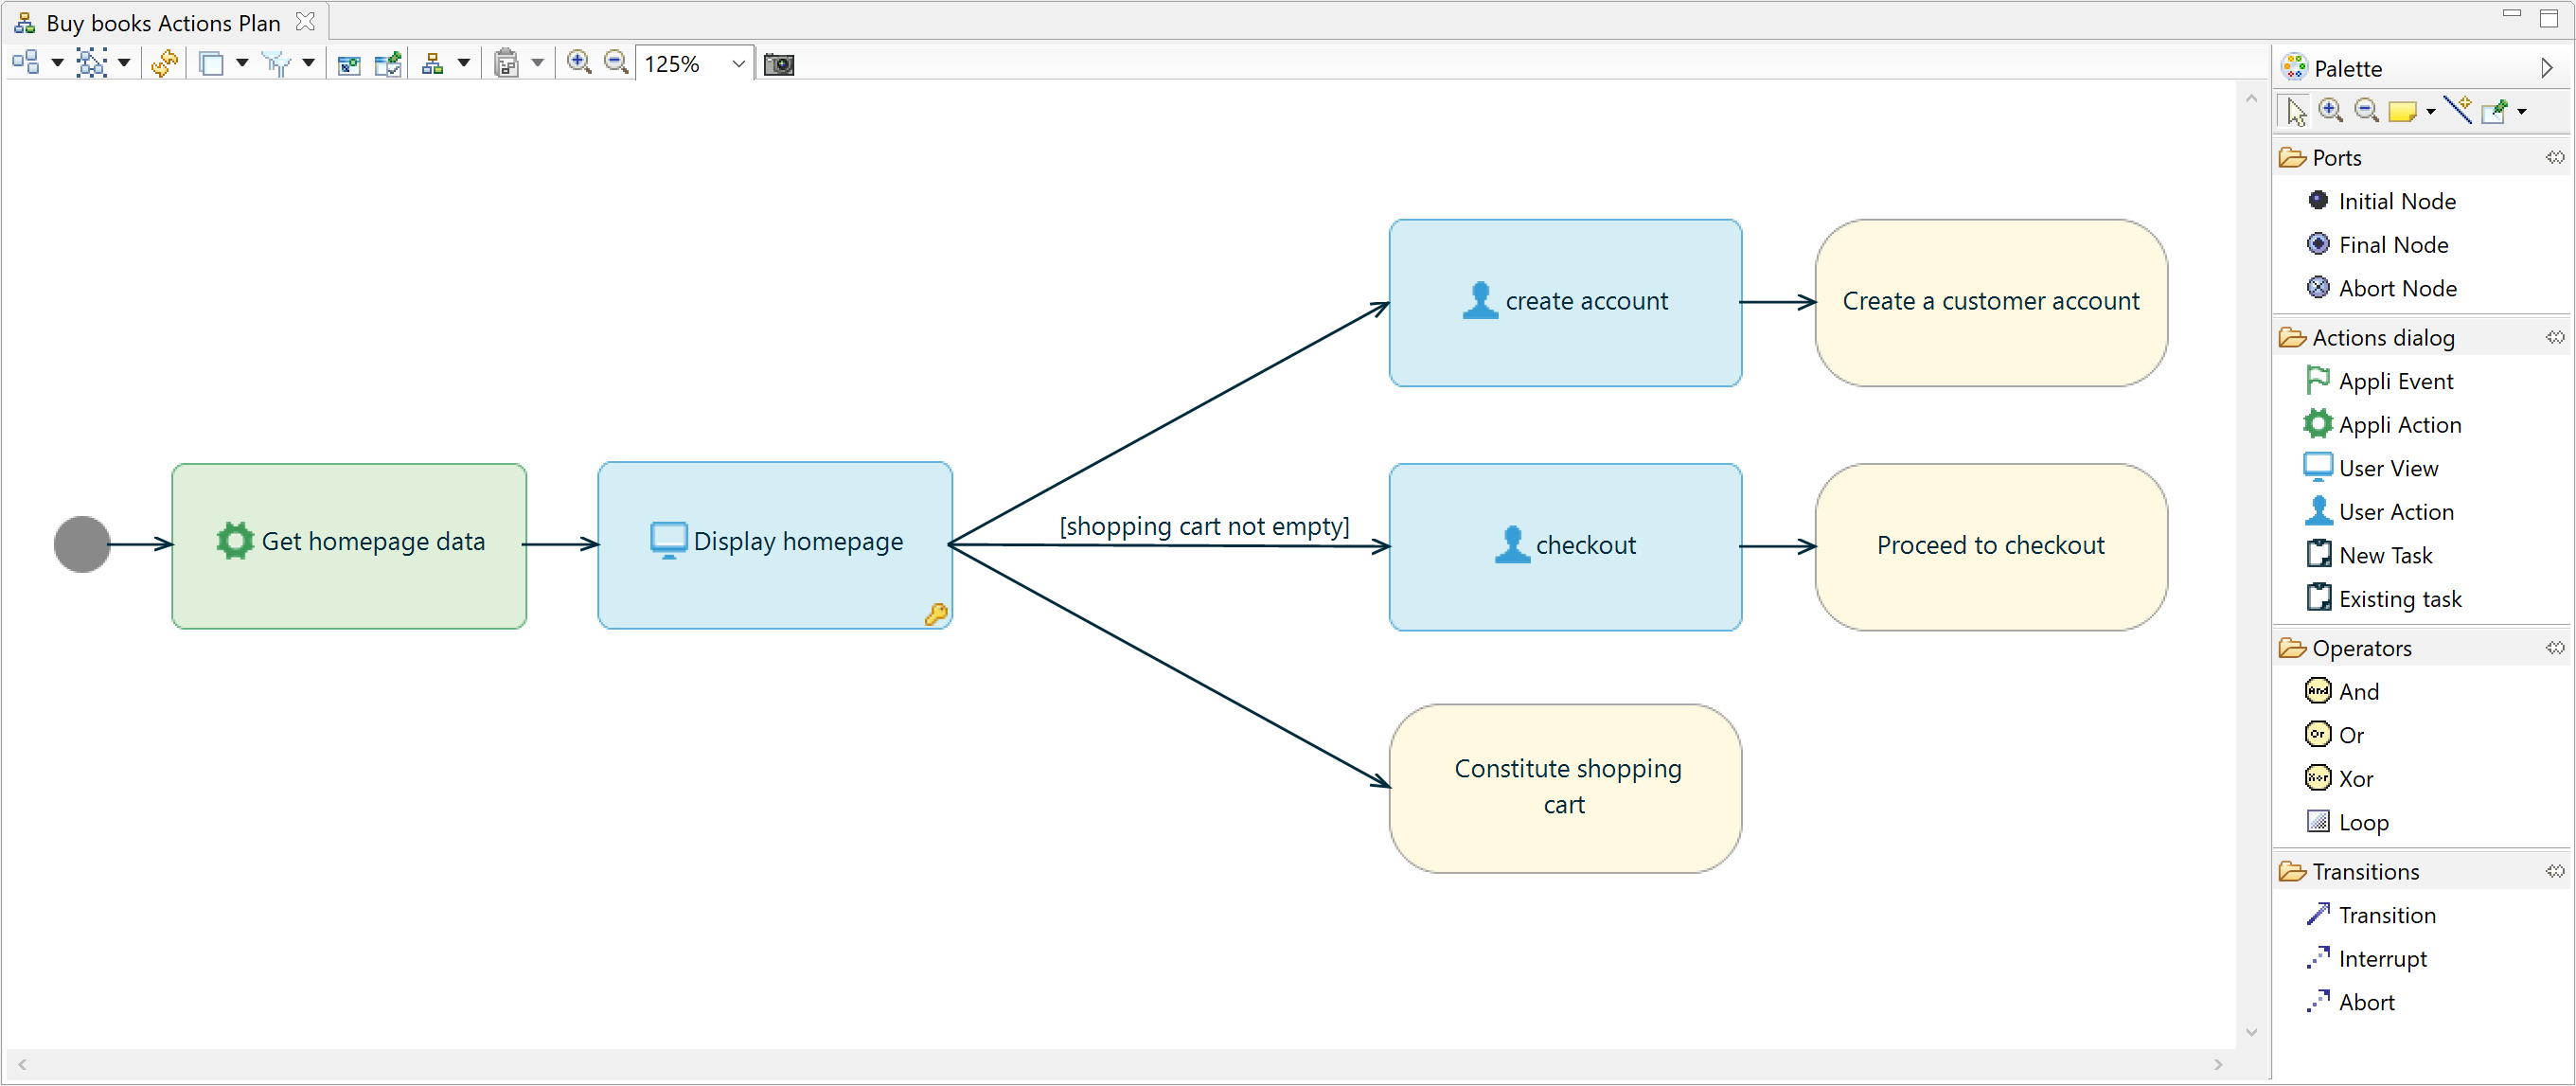 Buy books Actions Plan
125%
Get homepage data
Display homepage
[shopping cart not empty]
create account
Create a customer account
checkout
Proceed to checkout
Constitute shopping
cart
Palette
Ports
Initial Node
Final Node
Abort Node
Actions dialog
Appli Event
Appli Action
User View
User Action
New Task
Existing task
Operators
And
And
Or
Or
Xor
Xor
Loop
Transitions
Transition
Interrupt
Abort